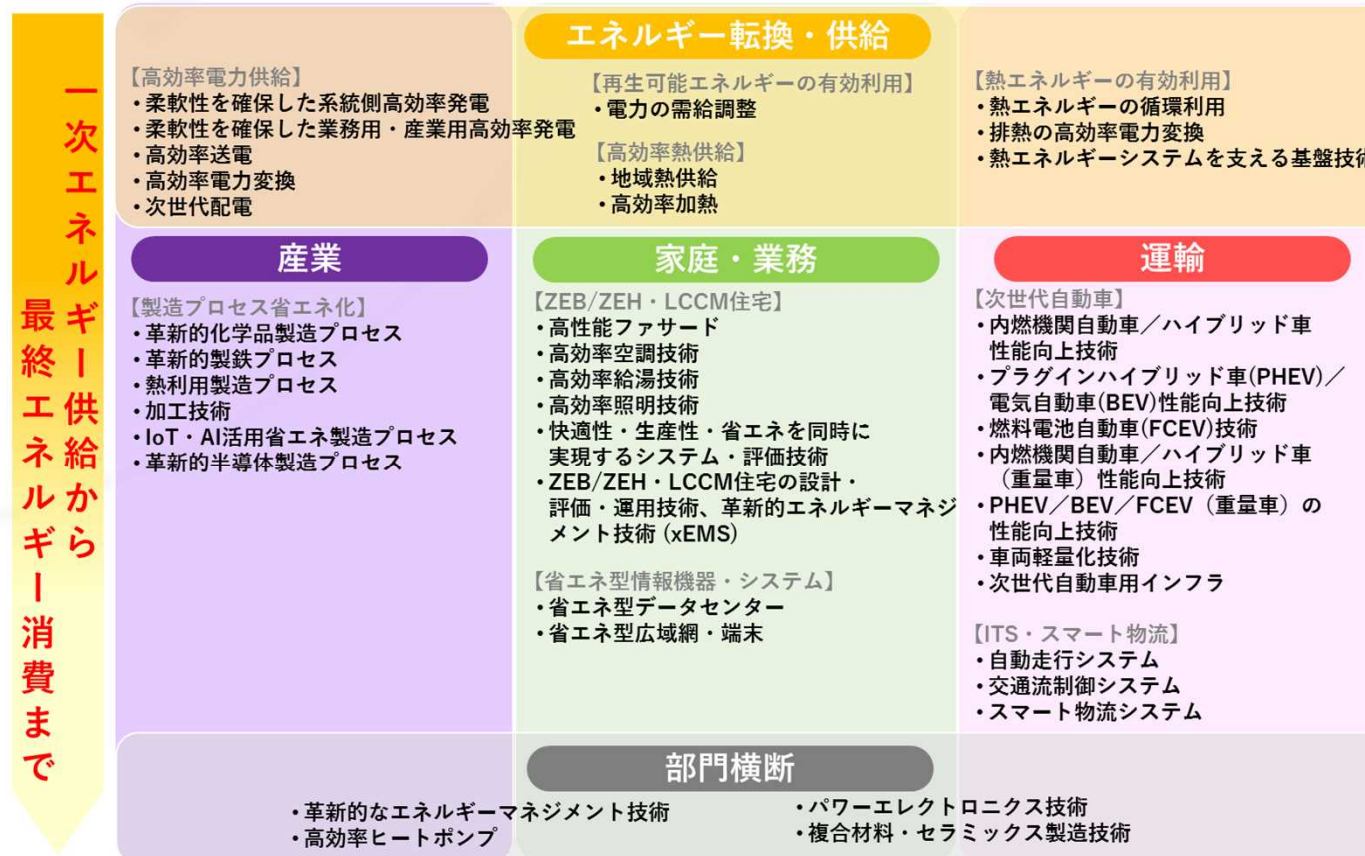 一次エネルギー供給から
最終エネルギー消費まで
エネルギー転換・供給
【高効率電力供給】
・柔軟性を確保した系統側高効率発電
・柔軟性を確保した業務用・産業用高効率発電
・高効率送電
・高効率電力変換
・次世代配電
【再生可能エネルギーの有効利用】
・電力の需給調整
【高効率熱供給】
・地域熱供給
・高効率加熱
【熱エネルギーの有効利用】
・熱エネルギーの循環利用
・排熱の高効率電力変換
・熱エネルギーシステムを支える基盤技術
産業
【製造プロセス省エネ化】
・革新的化学品製造プロセス
・革新的製鉄プロセス
・熱利用製造プロセス
・加工技術
・IoT・AI活用省エネ製造プロセス
・革新的半導体製造プロセス
家庭・業務
【ZEB/ZEH・LCCM住宅】
・高性能ファサード
・高効率空調技術
・高効率給湯技術
・高効率照明技術
・快適性・生産性・省エネを同時に
実現するシステム・評価技術
・ZEB/ZEH・LCCM住宅の設計・
評価・運用技術、革新的エネルギーマネジ
メント技術 (xEMS)
【省エネ型情報機器・システム】
・省エネ型データセンター
・省エネ型広域網・端末
運輸
【次世代自動車】
・内燃機関自動車／ハイブリッド車
性能向上技術
・プラグインハイブリッド車(PHEV)／
電気自動車(BEV)性能向上技術
・燃料電池自動車(FCEV)技術
・内燃機関自動車／ハイブリッド車
（重量車）性能向上技術
・PHEV／BEV／FCEV（重量車）の
性能向上技術
・車両軽量化技術
・次世代自動車用インフラ
【ITS・スマート物流】
・自動走行システム
・交通流制御システム
・スマート物流システム
部門横断
・革新的なエネルギーマネジメント技術
・高効率ヒートポンプ
・パワーエレクトロニクス技術
・複合材料・セラミックス製造技術